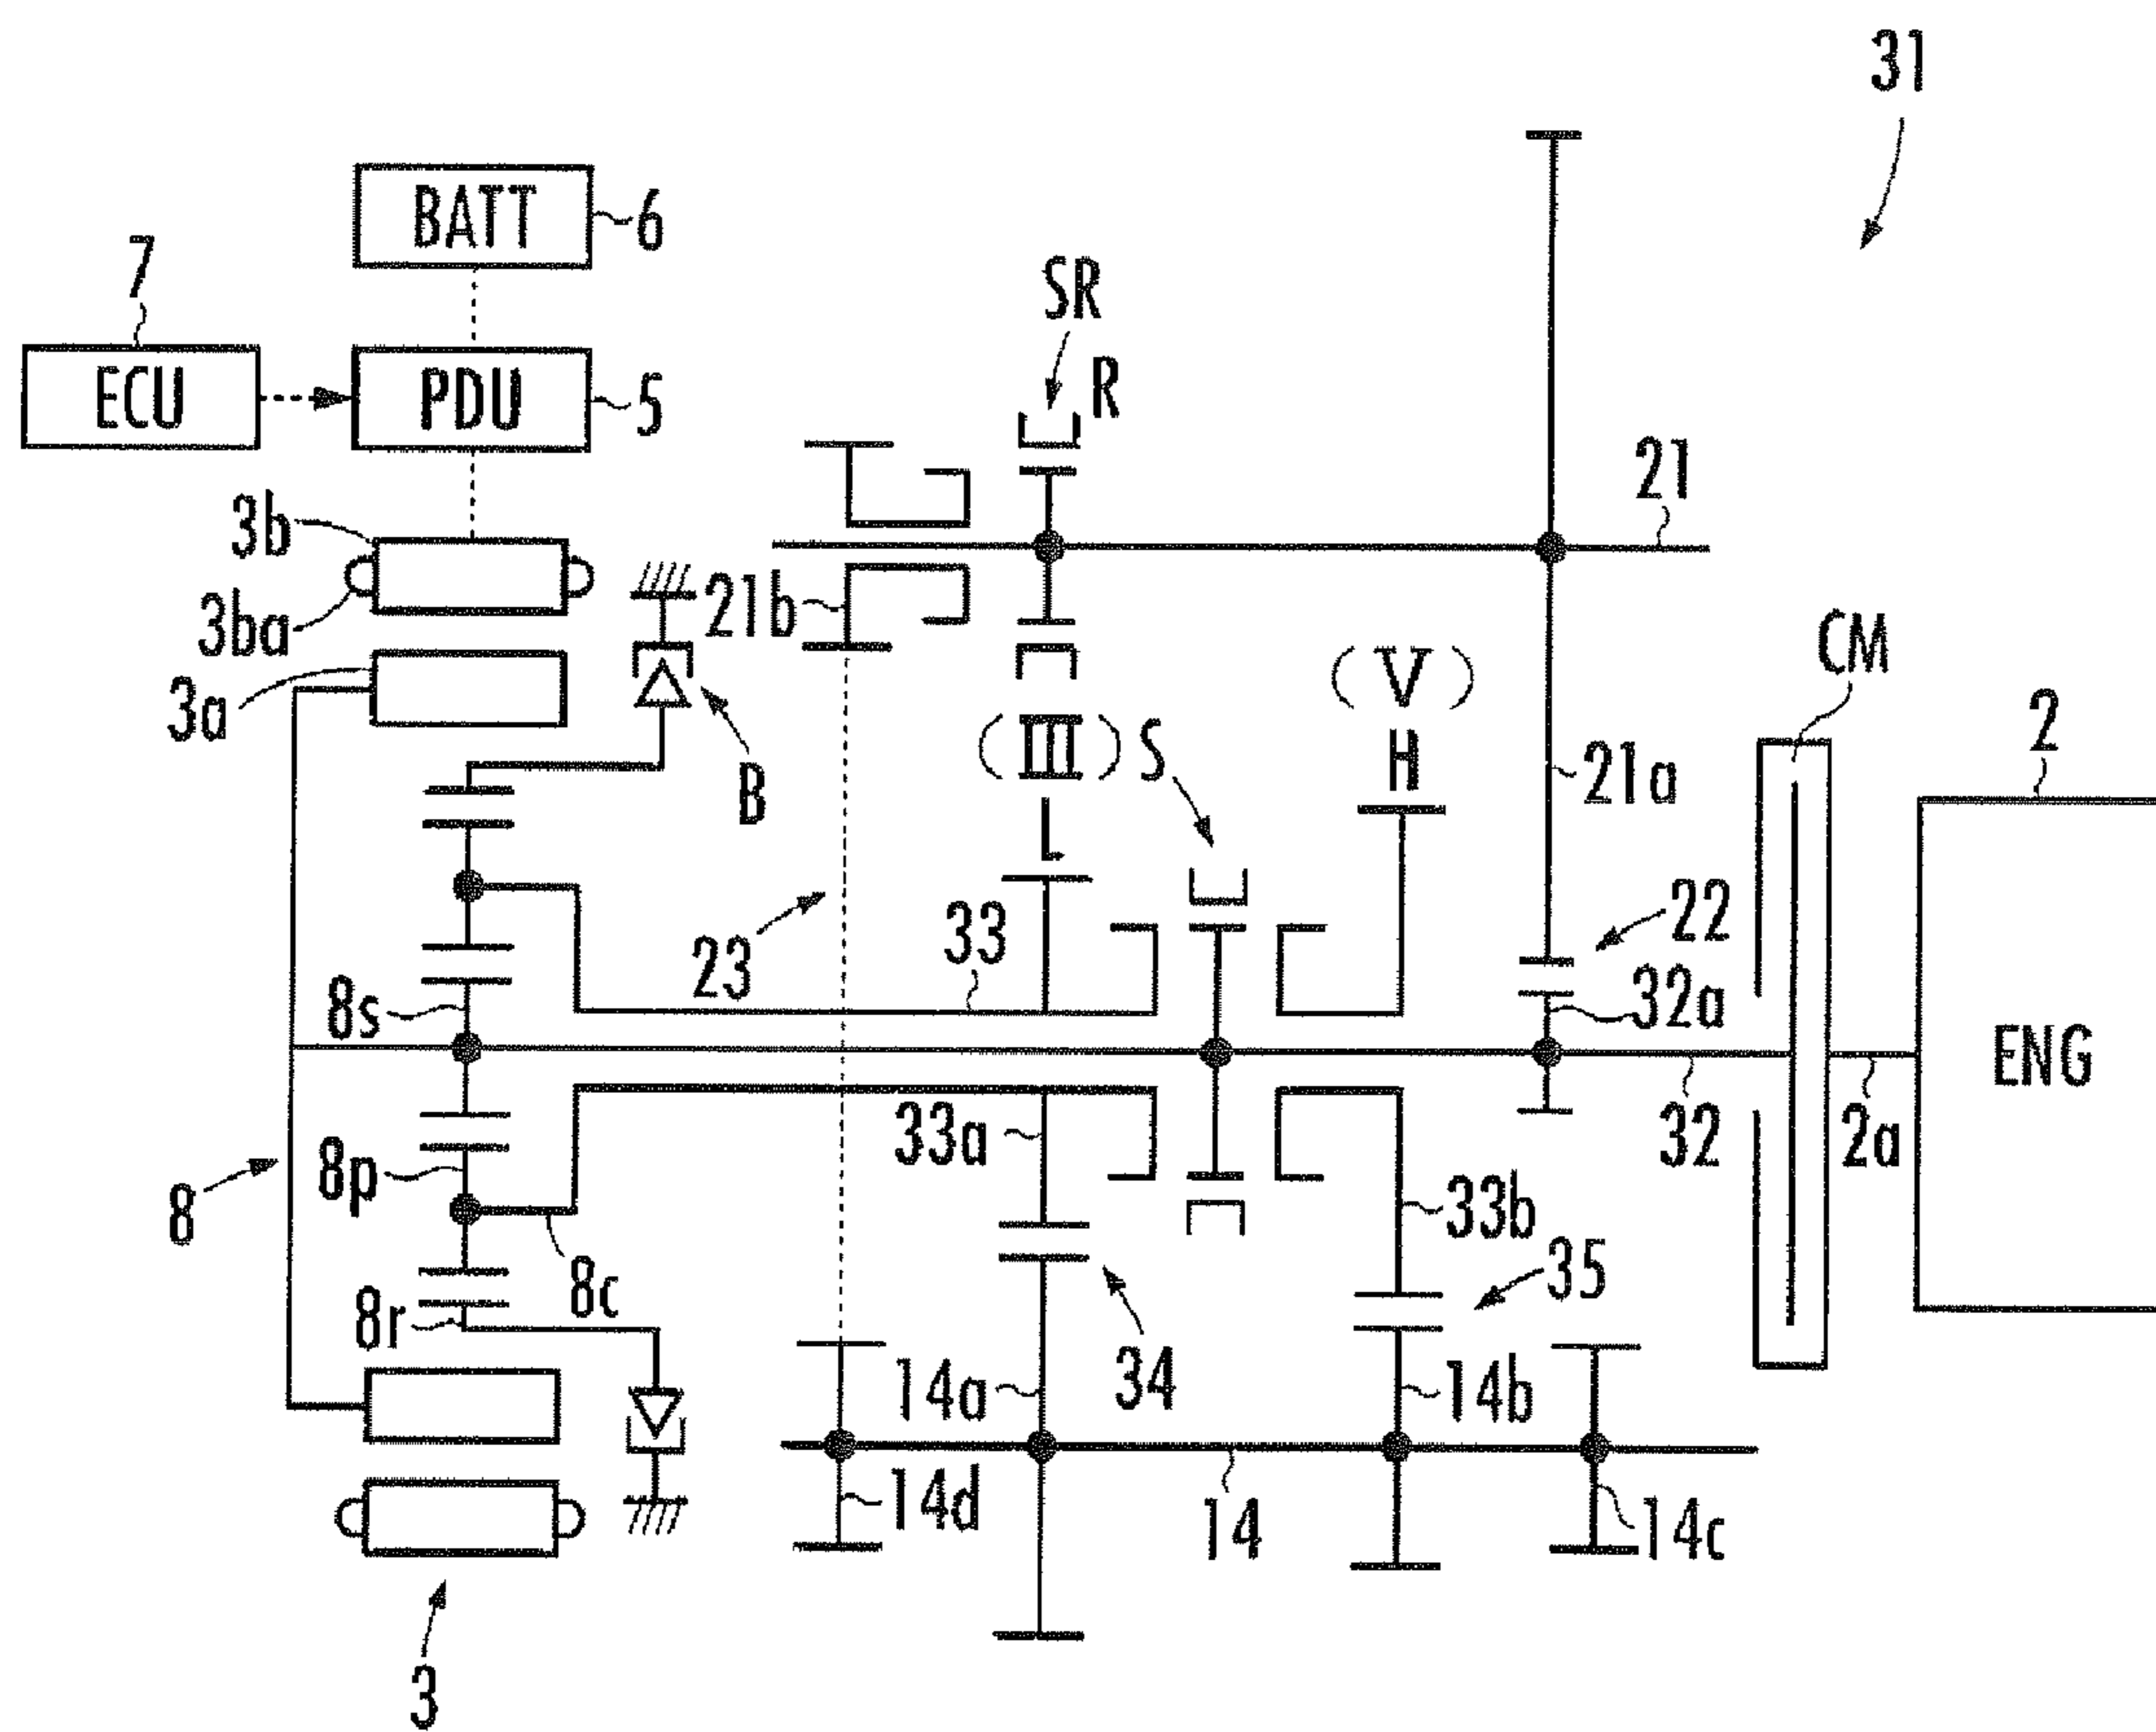 31
BATT
6
7
SR
ECU
PDU
5
R
21
3b
21b
3ba
CM
3a
(V)
2
(III)
S
H
21a
B
L
22
23
33
8s
32a
ENG
33a
32
2a
8p
8
33b
35
8c
8r
34
14a
14b
14d
14
14c
3